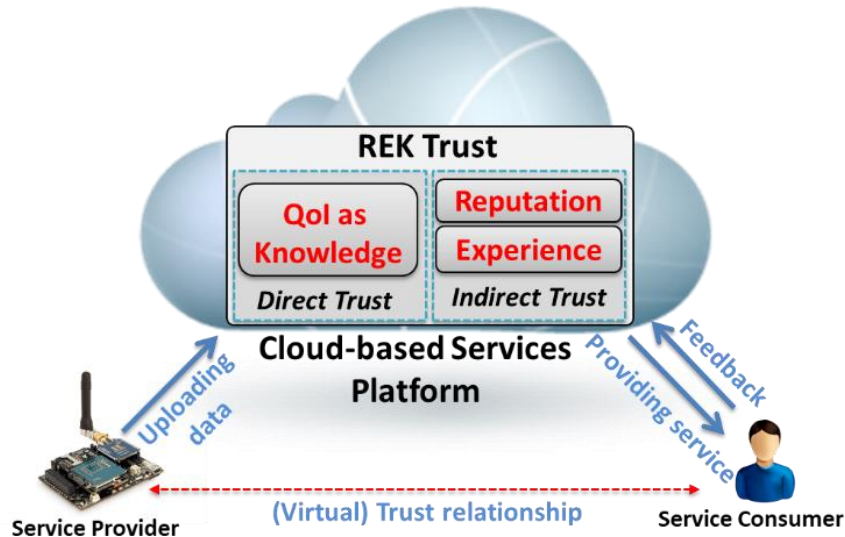 REK Trust
QoI as
Knowledge
Direct Trust
Reputation
Experience
Indirect Trust
Cloud-based Services
Platform
Uploading
data
Providing service
Feedback
(Virtual) Trust relationship
Service Provider
Service Consumer